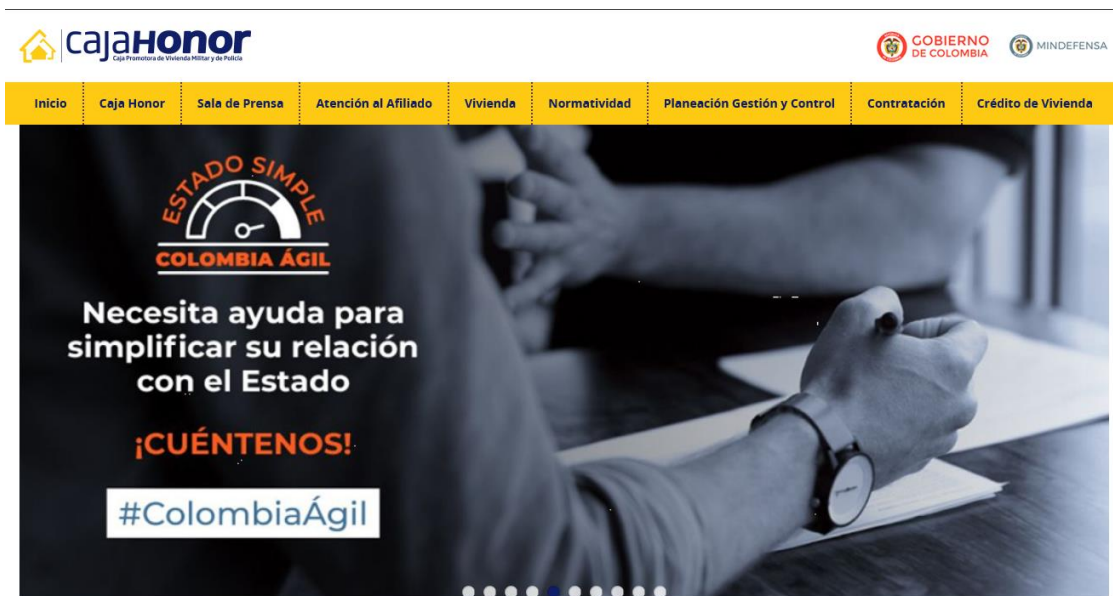 cajaHonor
Caja Promotora de Vivienda Militar y de Policía
GOBIERNO
DE COLOMBIA
MINDEFENSA
Inicio
Caja Honor
Sala de Prensa
Atención al Afiliado
Vivienda
Normatividad
Planeación Gestión y Control
Contratación
Crédito de Vivienda
ESTADO SIMPLE
COLOMBIA ÁGIL
Necesita ayuda para
simplificar su relación
con el Estado
¡CUÉNTENOS!
#ColombiaÁgil